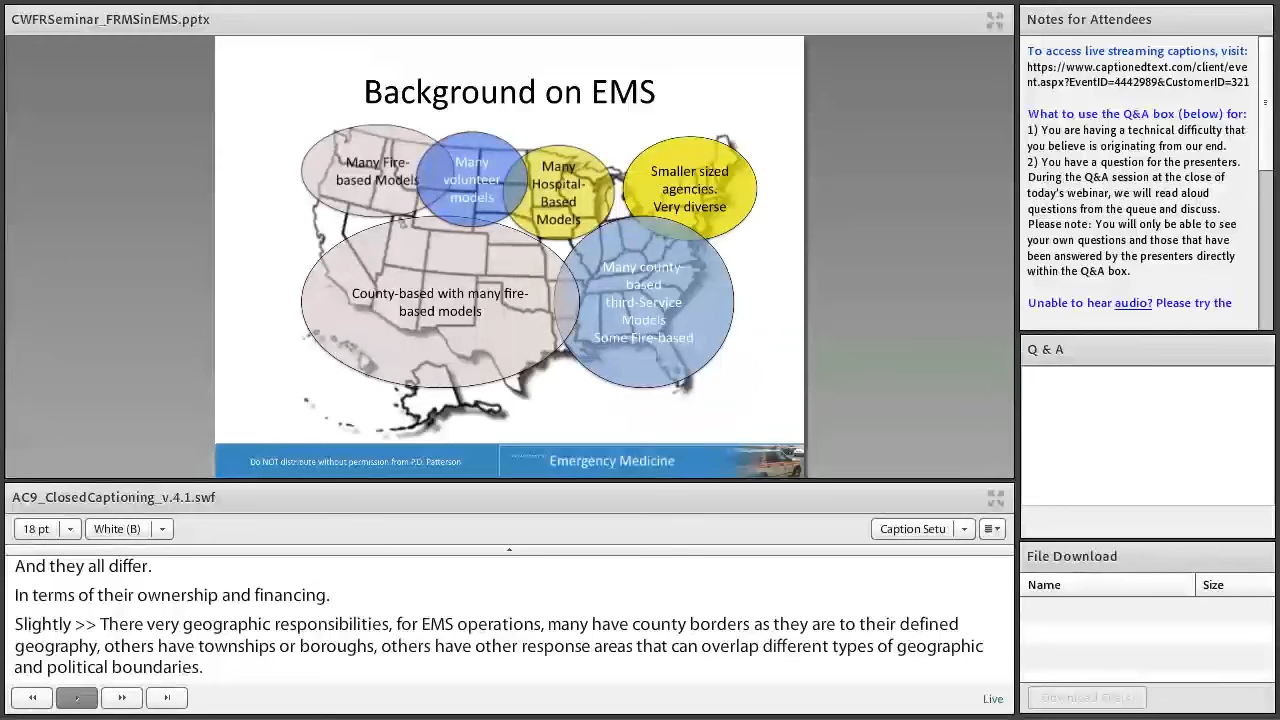 CWFRSeminar_FRMSinEMS.pptx
Background on EMS
Many Fire-
based Models
Many
volunteer
models
Many
Hospital-
Based
Models
Smaller sized
agencies.
Very diverse
County-based with many fire-
based models
Many county-
based
third-Service
Models
Some Fire-based
Do NOT distribute without permission from P.D. Patterson
Emergency Medicine
AC9_ClosedCaptioning_v.4.1.swf
18 pt
White (B)
Caption Setu
And they all differ.
In terms of their ownership and financing.
Slightly >> There very geographic responsibilities, for EMS operations, many have county borders as they are to their defined
geography, others have townships or boroughs, others have other response areas that can overlap different types of geographic
and political boundaries.
Live
Notes for Attendees
To access live streaming captions, visit:
https://www.captionedtext.com/client/eve
nt.aspx?EventID=4442989&CustomerID=321
What to use the Q&A box (below) for:
1) You are having a technical difficulty that
you believe is originating from our end.
2) You have a question for the presenters.
During the Q&A session at the close of
today's webinar, we will read aloud
questions from the queue and discuss.
Please note: You will only be able to see
your own questions and those that have
been answered by the presenters directly
within the Q&A box.
Unable to hear audio? Please try the
Q & A
File Download
Name
Size
Download File(s)